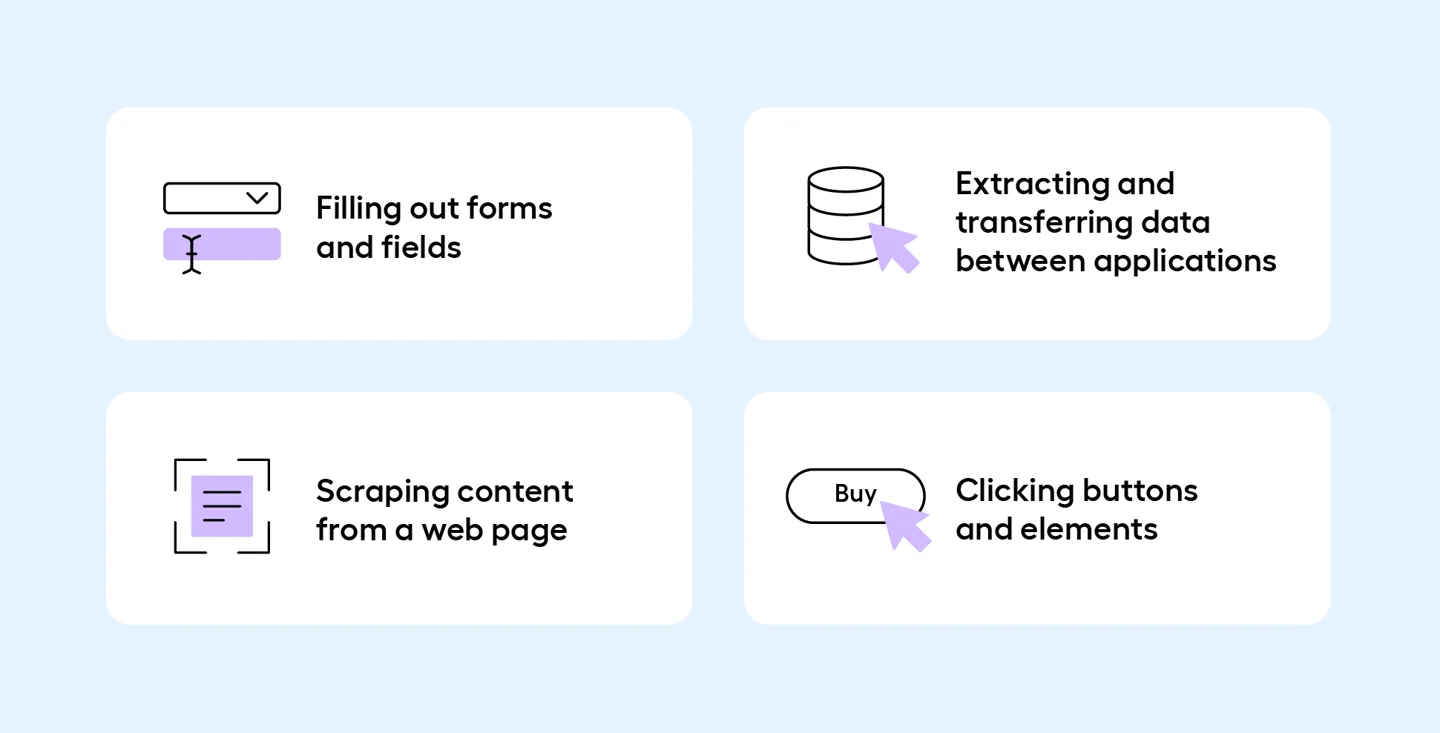 Filling out forms
and fields
Extracting and
transferring data
between applications
Scraping content
from a web page
Buy
Clicking buttons
and elements